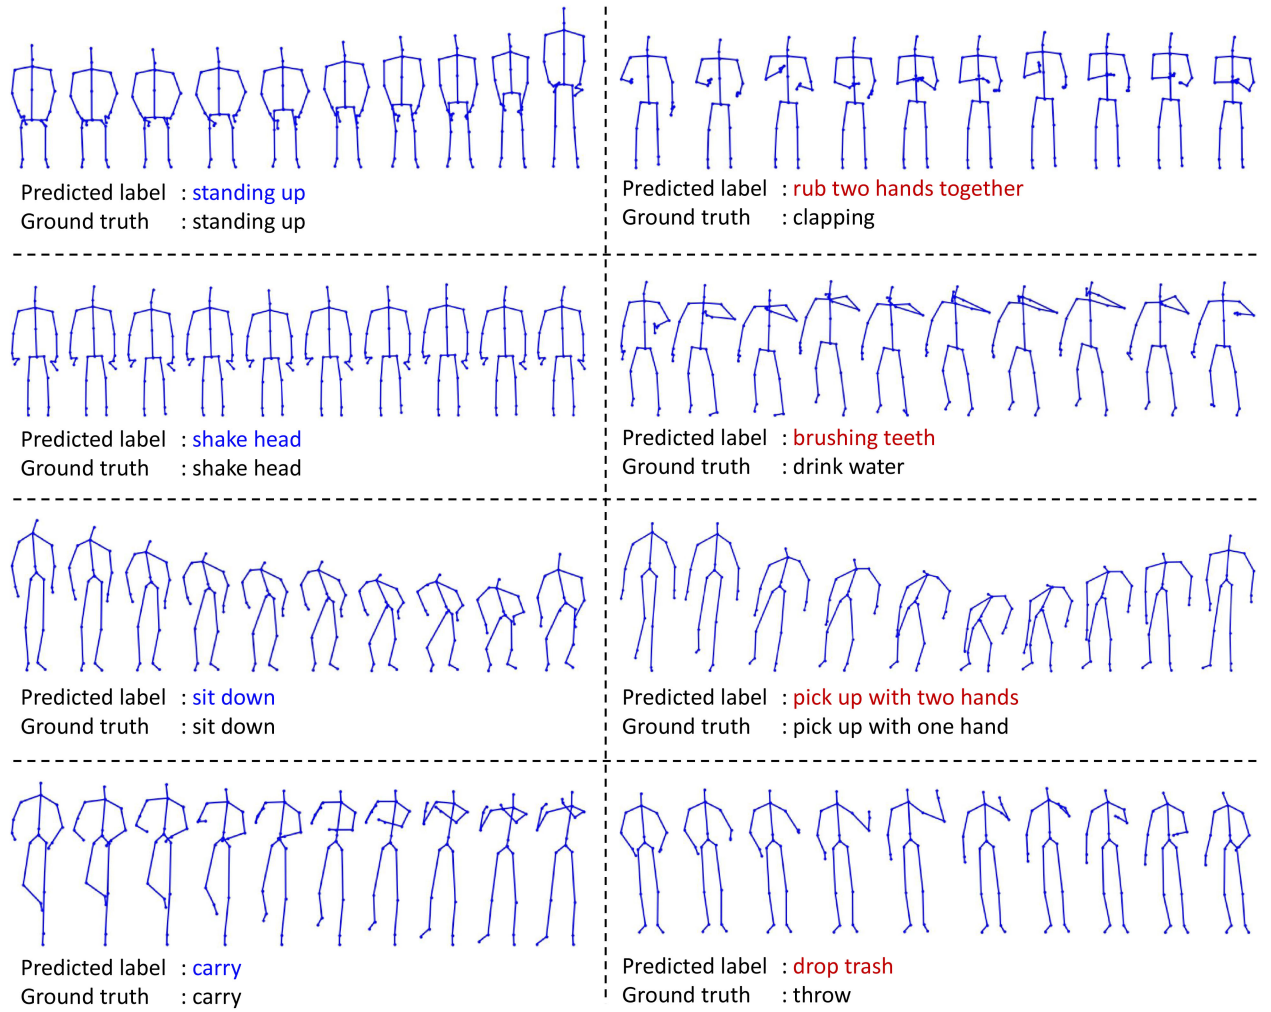 Predicted label : standing up
Ground truth : standing up
Predicted label : rub two hands together
Ground truth : clapping
Predicted label : shake head
Ground truth : shake head
Predicted label : brushing teeth
Ground truth : drink water
Predicted label : sit down
Ground truth : sit down
Predicted label : pick up with two hands
Ground truth : pick up with one hand
Predicted label : carry
Ground truth : carry
Predicted label : drop trash
Ground truth : throw